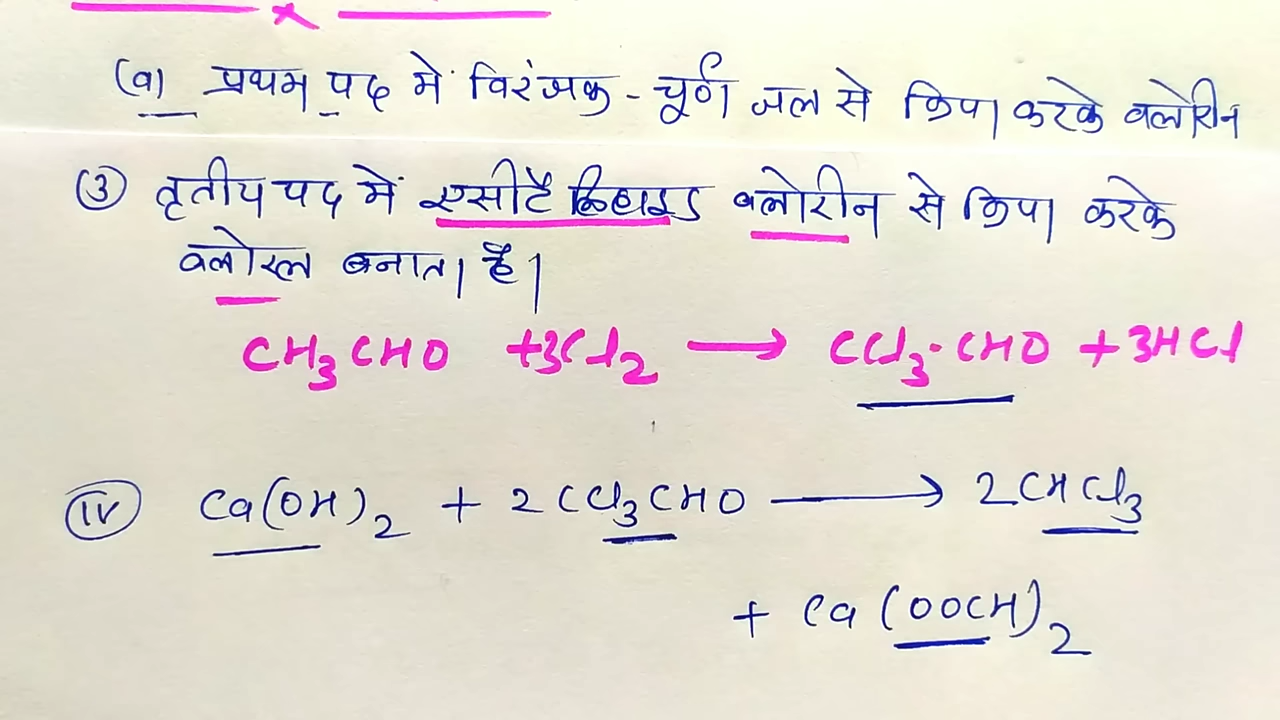 (a) प्रथम पद में विरंजक - चूर्ण जल से क्रिया करके क्लोरीन
③ तृतीय पद में एसीटैल्डिहाइड क्लोरीन से क्रिया करके
क्लोरल बनाता है।
CH₃CHO +3Cl₂ ⟶ CCl₃·CHO +3HCl
(iv) Ca(OH)₂ + 2CCl₃CHO ⟶ 2CHCl₃
+ Ca(OOCH)₂